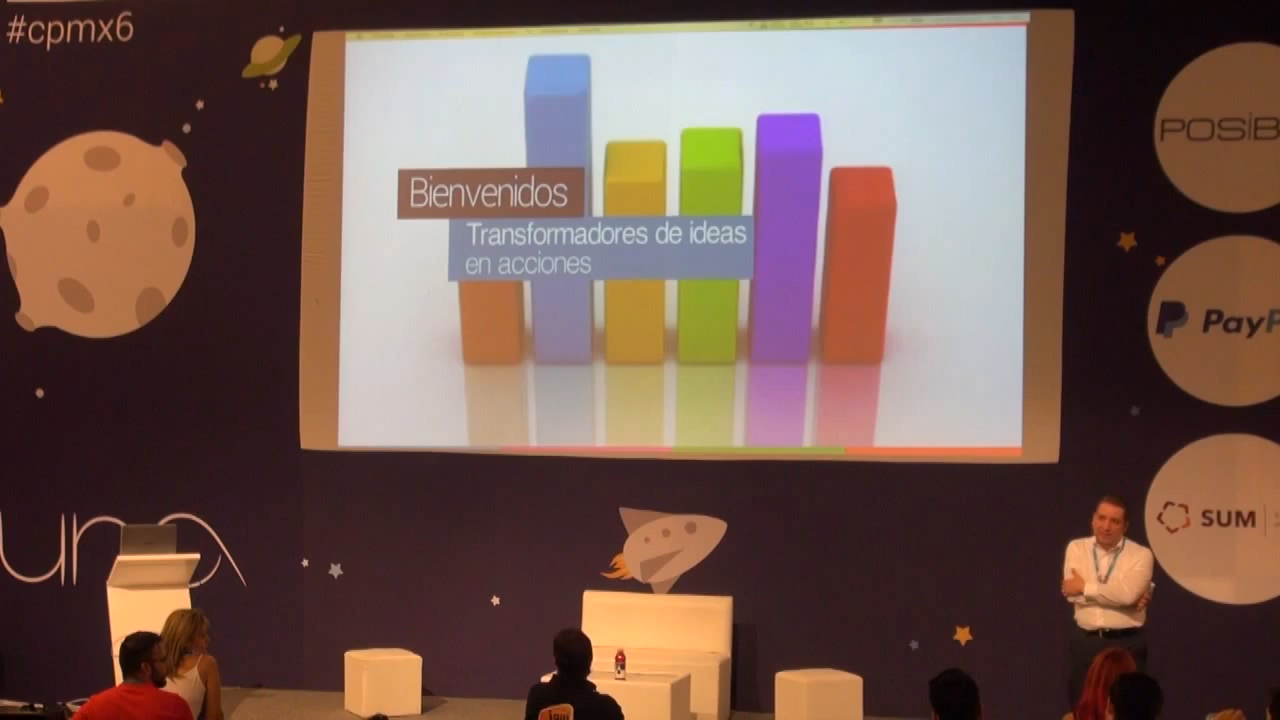 #cpmx6
Bienvenidos
Transformadores de ideas
en acciones
POSIB
PayP
SUM